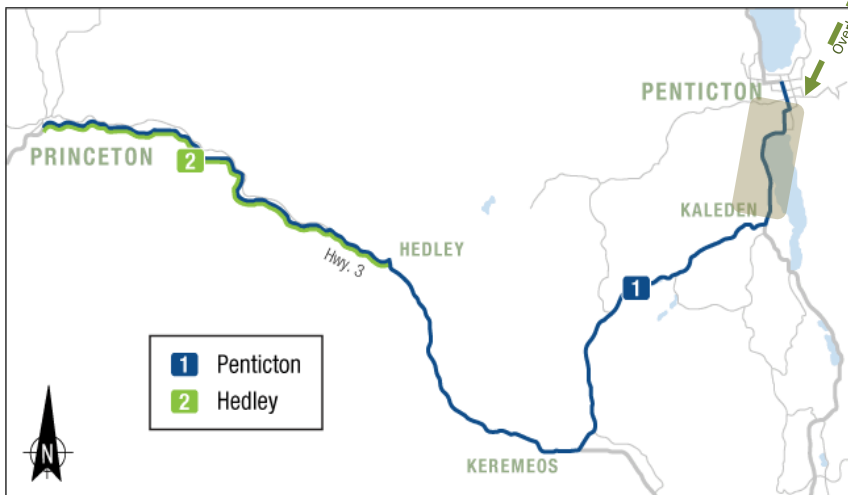 PENTICTON
PRINCETON
2
KALEDEN
HEDLEY
Hwy. 3
1
1 Penticton
2 Hedley
KEREMEOS
N